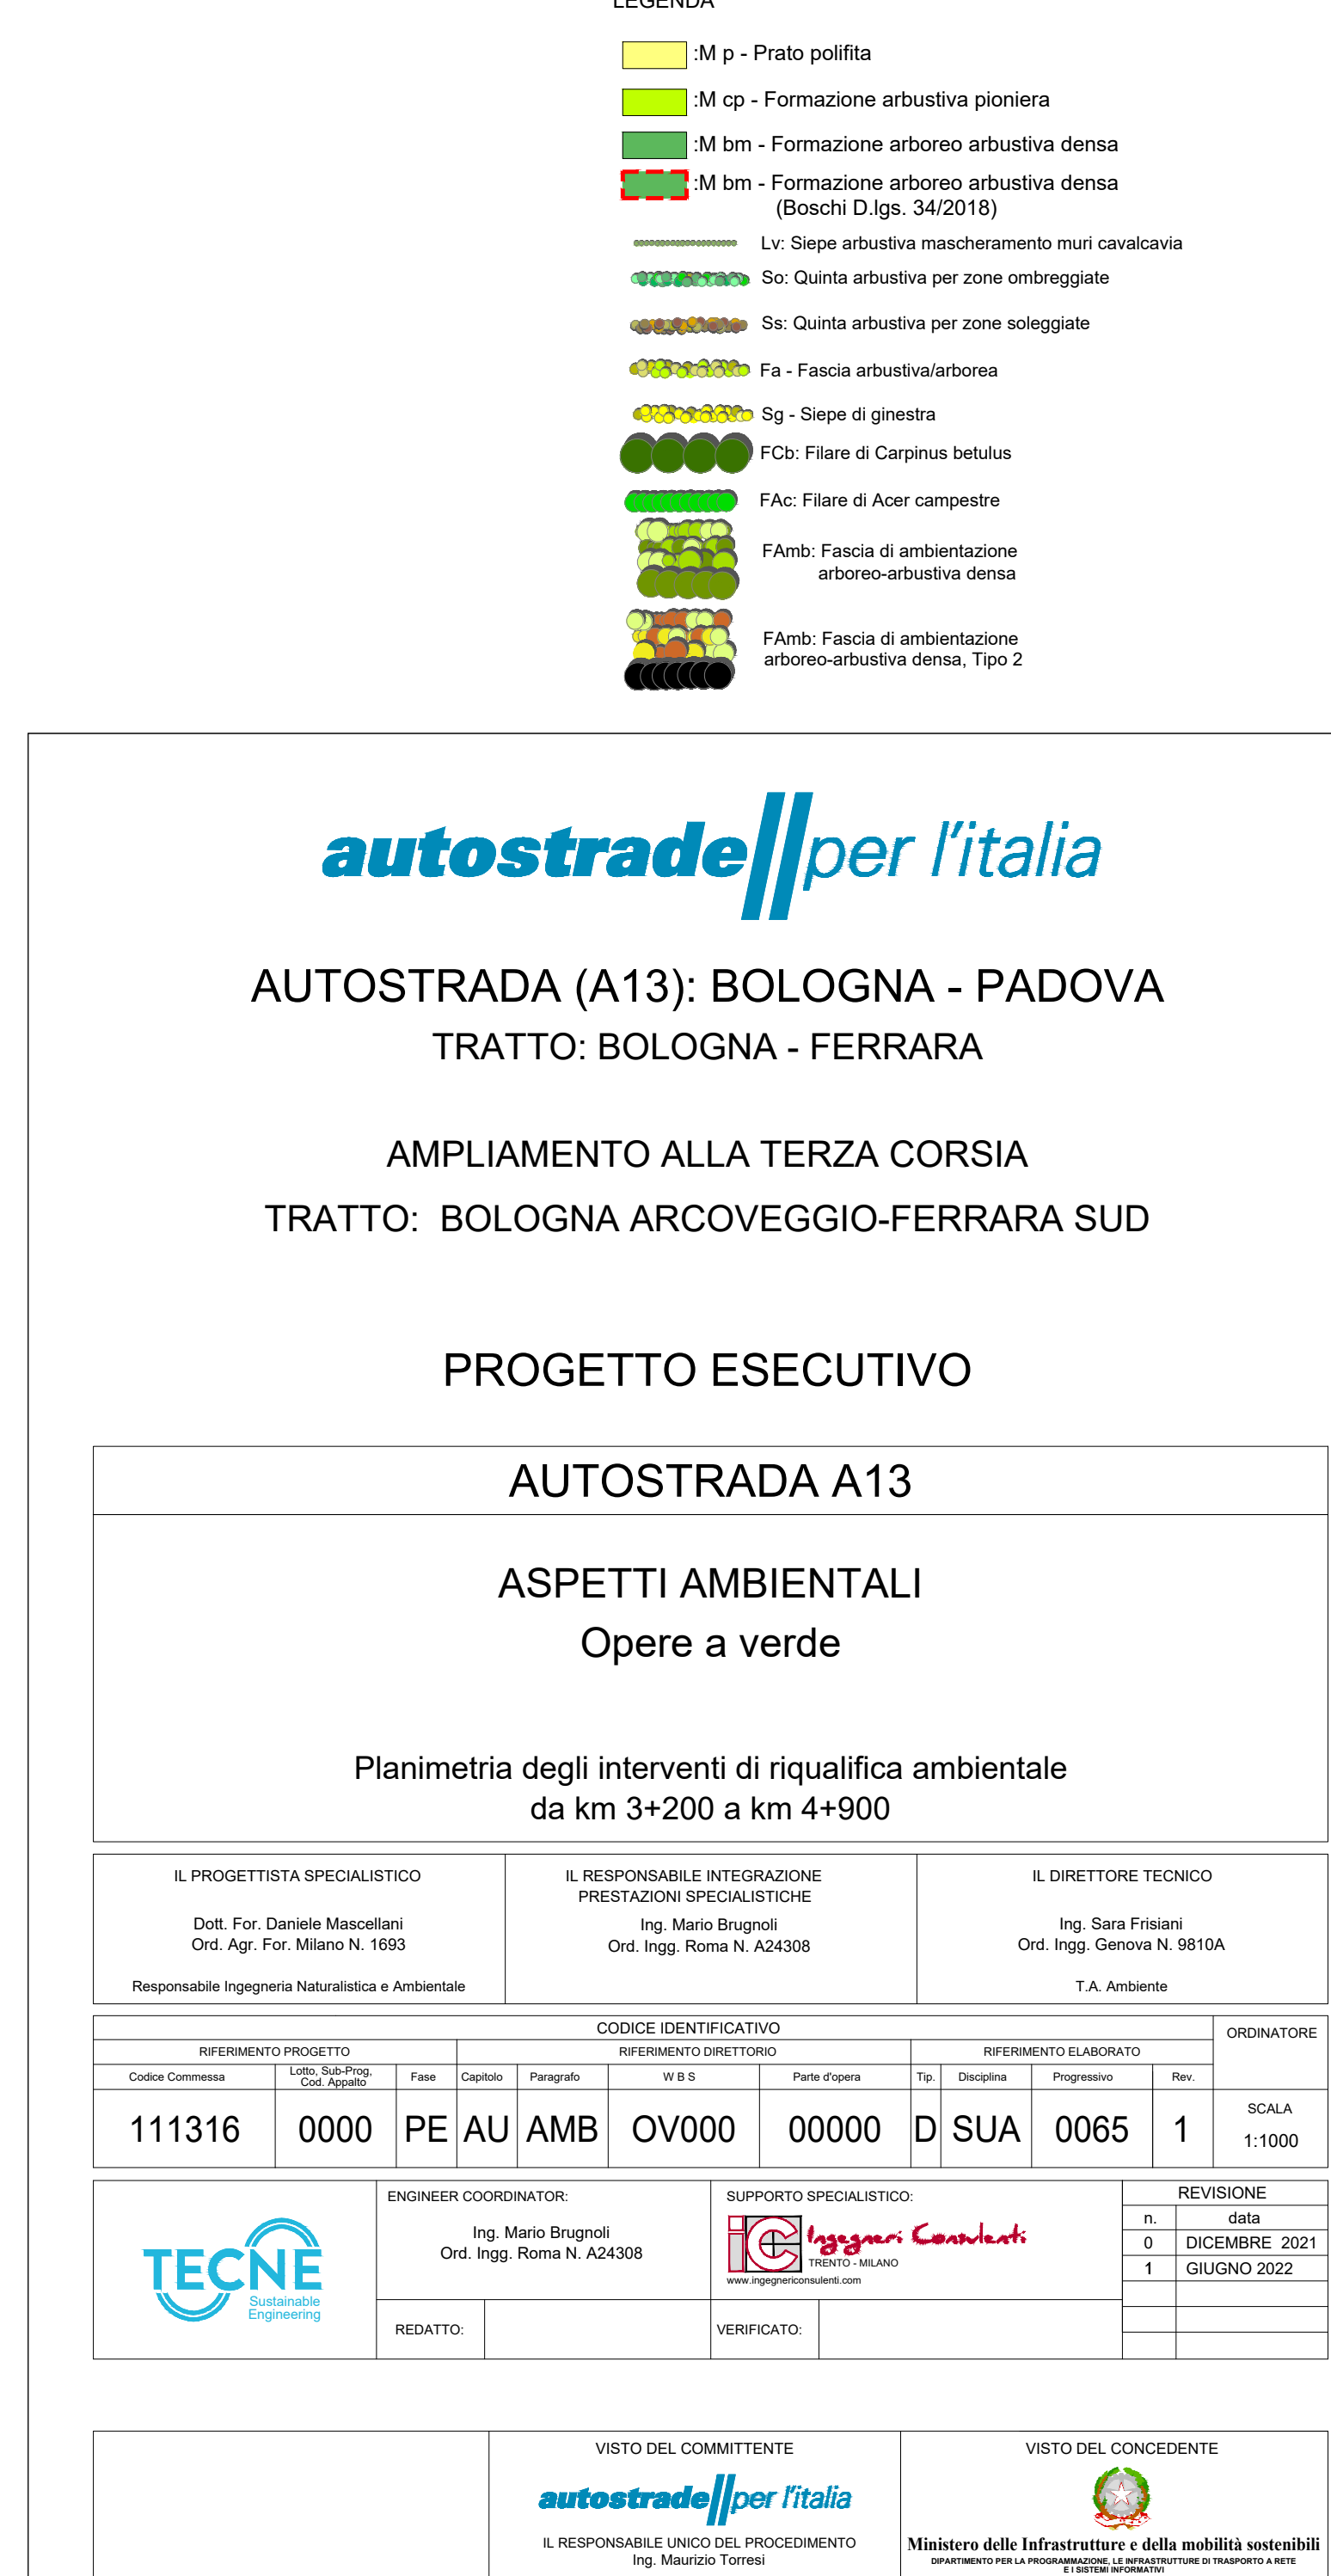 LEGENDA
:M p - Prato polifita
:M cp - Formazione arbustiva pioniera
:M bm - Formazione arboreo arbustiva densa
:M bm - Formazione arboreo arbustiva densa
(Boschi D.lgs. 34/2018)
Lv: Siepe arbustiva mascheramento muri cavalcavia
So: Quinta arbustiva per zone ombreggiate
Ss: Quinta arbustiva per zone soleggiate
Fa - Fascia arbustiva/arborea
Sg - Siepe di ginestra
FCb: Filare di Carpinus betulus
FAc: Filare di Acer campestre
FAmb: Fascia di ambientazione
arboreo-arbustiva densa
FAmb: Fascia di ambientazione
arboreo-arbustiva densa, Tipo 2
autostrade//per l'italia
AUTOSTRADA (A13): BOLOGNA - PADOVA
TRATTO: BOLOGNA - FERRARA
AMPLIAMENTO ALLA TERZA CORSIA
TRATTO: BOLOGNA ARCOVEGGIO-FERRARA SUD
PROGETTO ESECUTIVO
AUTOSTRADA A13
ASPETTI AMBIENTALI
Opere a verde
Planimetria degli interventi di riqualifica ambientale
da km 3+200 a km 4+900
IL PROGETTISTA SPECIALISTICO
Dott. For. Daniele Mascellani
Ord. Agr. For. Milano N. 1693
Responsabile Ingegneria Naturalistica e Ambientale
IL RESPONSABILE INTEGRAZIONE
PRESTAZIONI SPECIALISTICHE
Ing. Mario Brugnoli
Ord. Ingg. Roma N. A24308
IL DIRETTORE TECNICO
Ing. Sara Frisiani
Ord. Ingg. Genova N. 9810A
T.A. Ambiente
CODICE IDENTIFICATIVO
ORDINATORE
RIFERIMENTO PROGETTO RIFERIMENTO DIRETTORIO RIFERIMENTO ELABORATO
Codice Commessa Lotto, Sub-Prog, Cod. Appalto Fase Capitolo Paragrafo W B S Parte d'opera Tip. Disciplina Progressivo Rev.
111316 0000 PE AU AMB OV000 00000 D SUA 0065 1
SCALA
1:1000
TECNE
Sustainable
Engineering
ENGINEER COORDINATOR:
Ing. Mario Brugnoli
Ord. Ingg. Roma N. A24308
REDATTO:
SUPPORTO SPECIALISTICO:
iC Ingegneri Consulenti
TRENTO - MILANO
www.ingegnericonsulenti.com
VERIFICATO:
REVISIONE
n. data
0 DICEMBRE 2021
1 GIUGNO 2022
VISTO DEL COMMITTENTE
autostrade//per l'italia
IL RESPONSABILE UNICO DEL PROCEDIMENTO
Ing. Maurizio Torresi
VISTO DEL CONCEDENTE
Ministero delle Infrastrutture e della mobilità sostenibili
DIPARTIMENTO PER LA PROGRAMMAZIONE, LE INFRASTRUTTURE DI TRASPORTO A RETE
E I SISTEMI INFORMATIVI